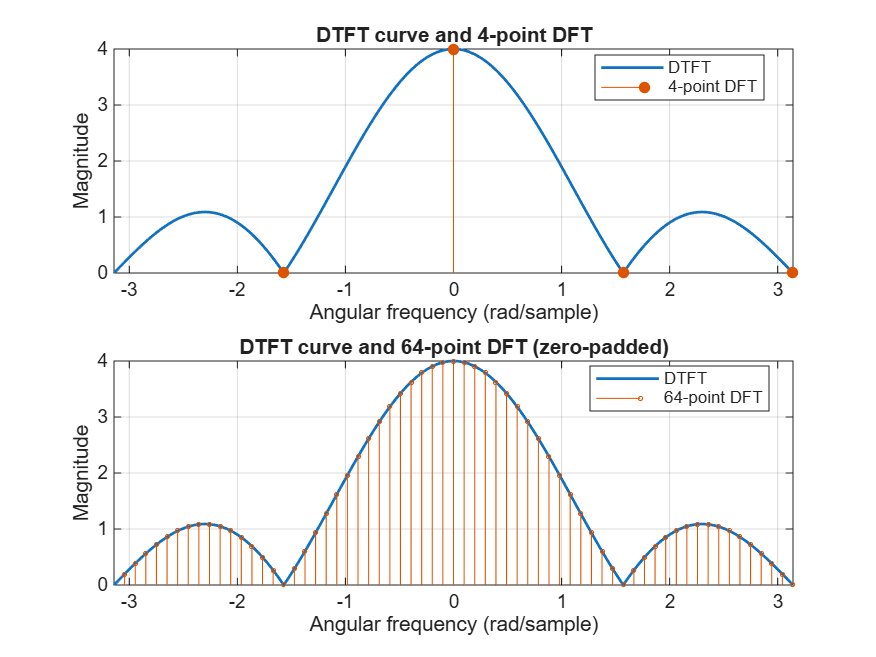 DTFT curve and 4-point DFT
4
3
2
1
0
Magnitude
DTFT
4-point DFT
-3 -2 -1 0 1 2 3
Angular frequency (rad/sample)
DTFT curve and 64-point DFT (zero-padded)
4
3
2
1
0
Magnitude
DTFT
64-point DFT
-3 -2 -1 0 1 2 3
Angular frequency (rad/sample)